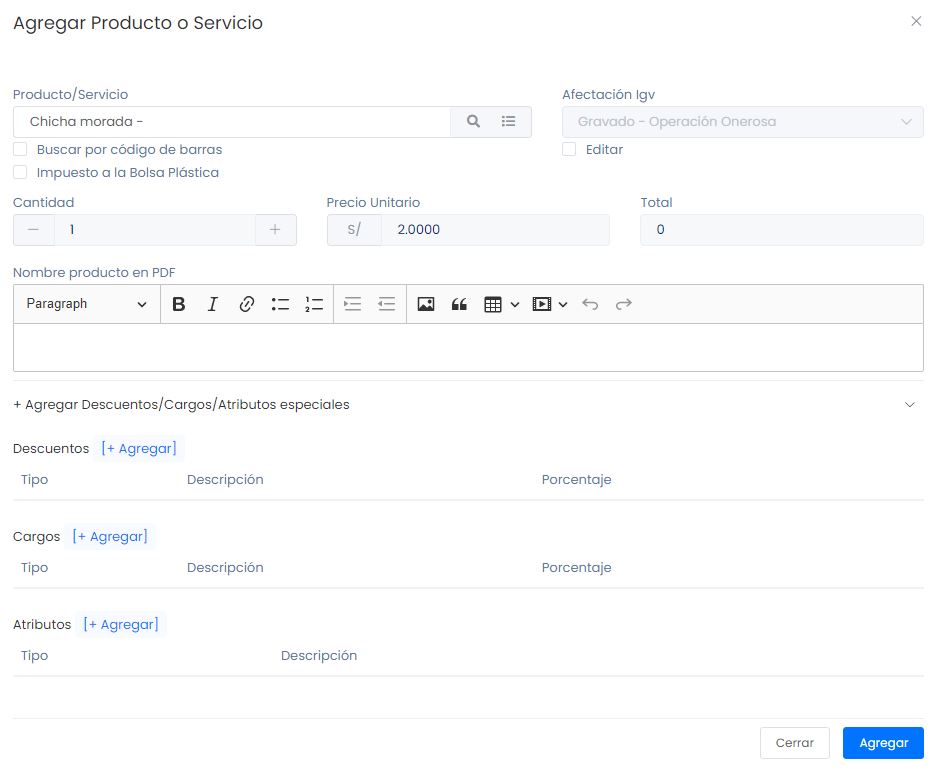 Agregar Producto o Servicio
Producto/Servicio
Afectación Igv
Chicha morada -
Gravado - Operación Onerosa
Buscar por código de barras
Editar
Impuesto a la Bolsa Plástica
Cantidad
Precio Unitario
Total
1
S/
2.0000
0
Nombre producto en PDF
Paragraph
+ Agregar Descuentos/Cargos/Atributos especiales
Descuentos [+ Agregar]
Tipo
Descripción
Porcentaje
Cargos [+ Agregar]
Tipo
Descripción
Porcentaje
Atributos [+ Agregar]
Tipo
Descripción
Cerrar
Agregar